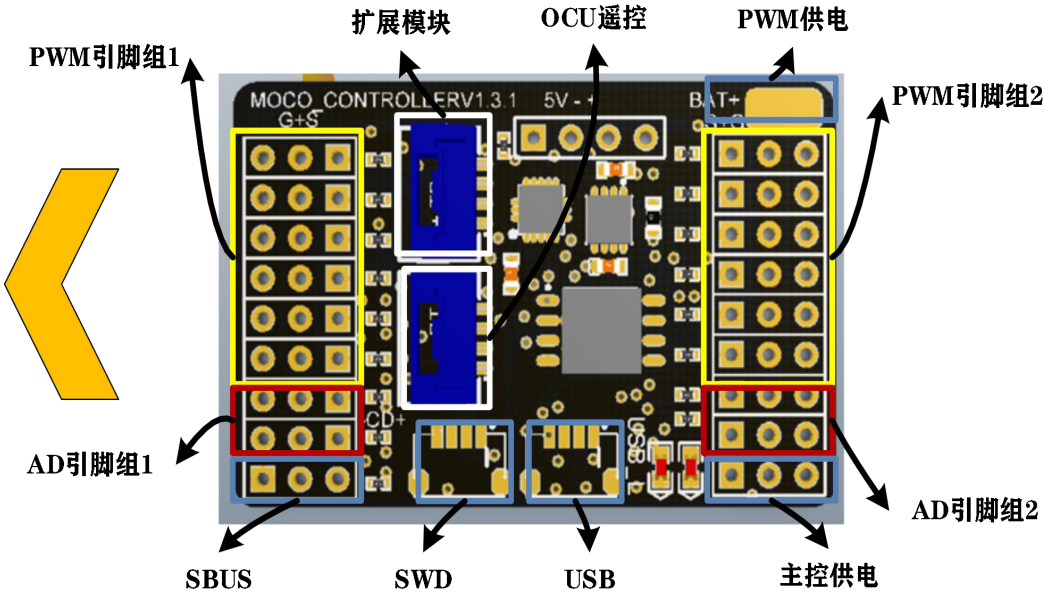 扩展模块
OCU遥控
PWM供电
PWM引脚组1
PWM引脚组2
MOCO_CONTROLLERV1.3.1
5V - +
BAT+
G+S
CD+
USB
AD引脚组1
AD引脚组2
SBUS
SWD
USB
主控供电